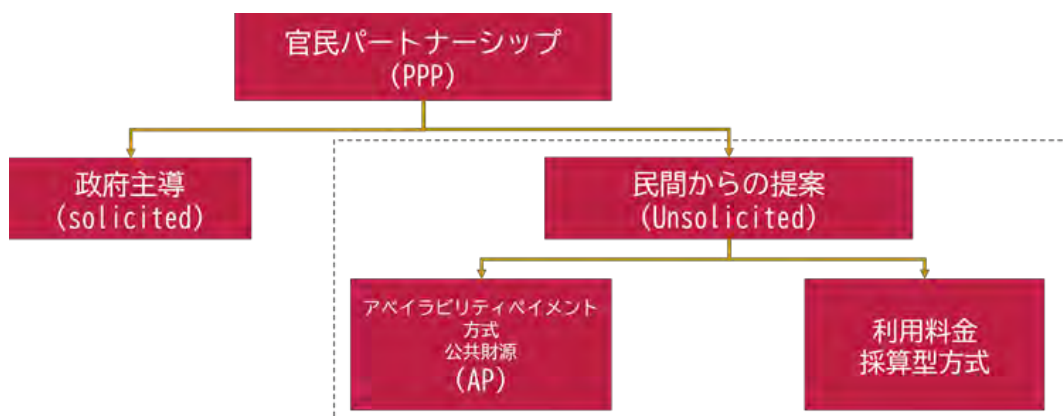 官民パートナーシップ
(PPP)
政府主導
(solicited)
民間からの提案
(Unsolicited)
アベイラビリティペイメント
方式
公共財源
(AP)
利用料金
採算型方式